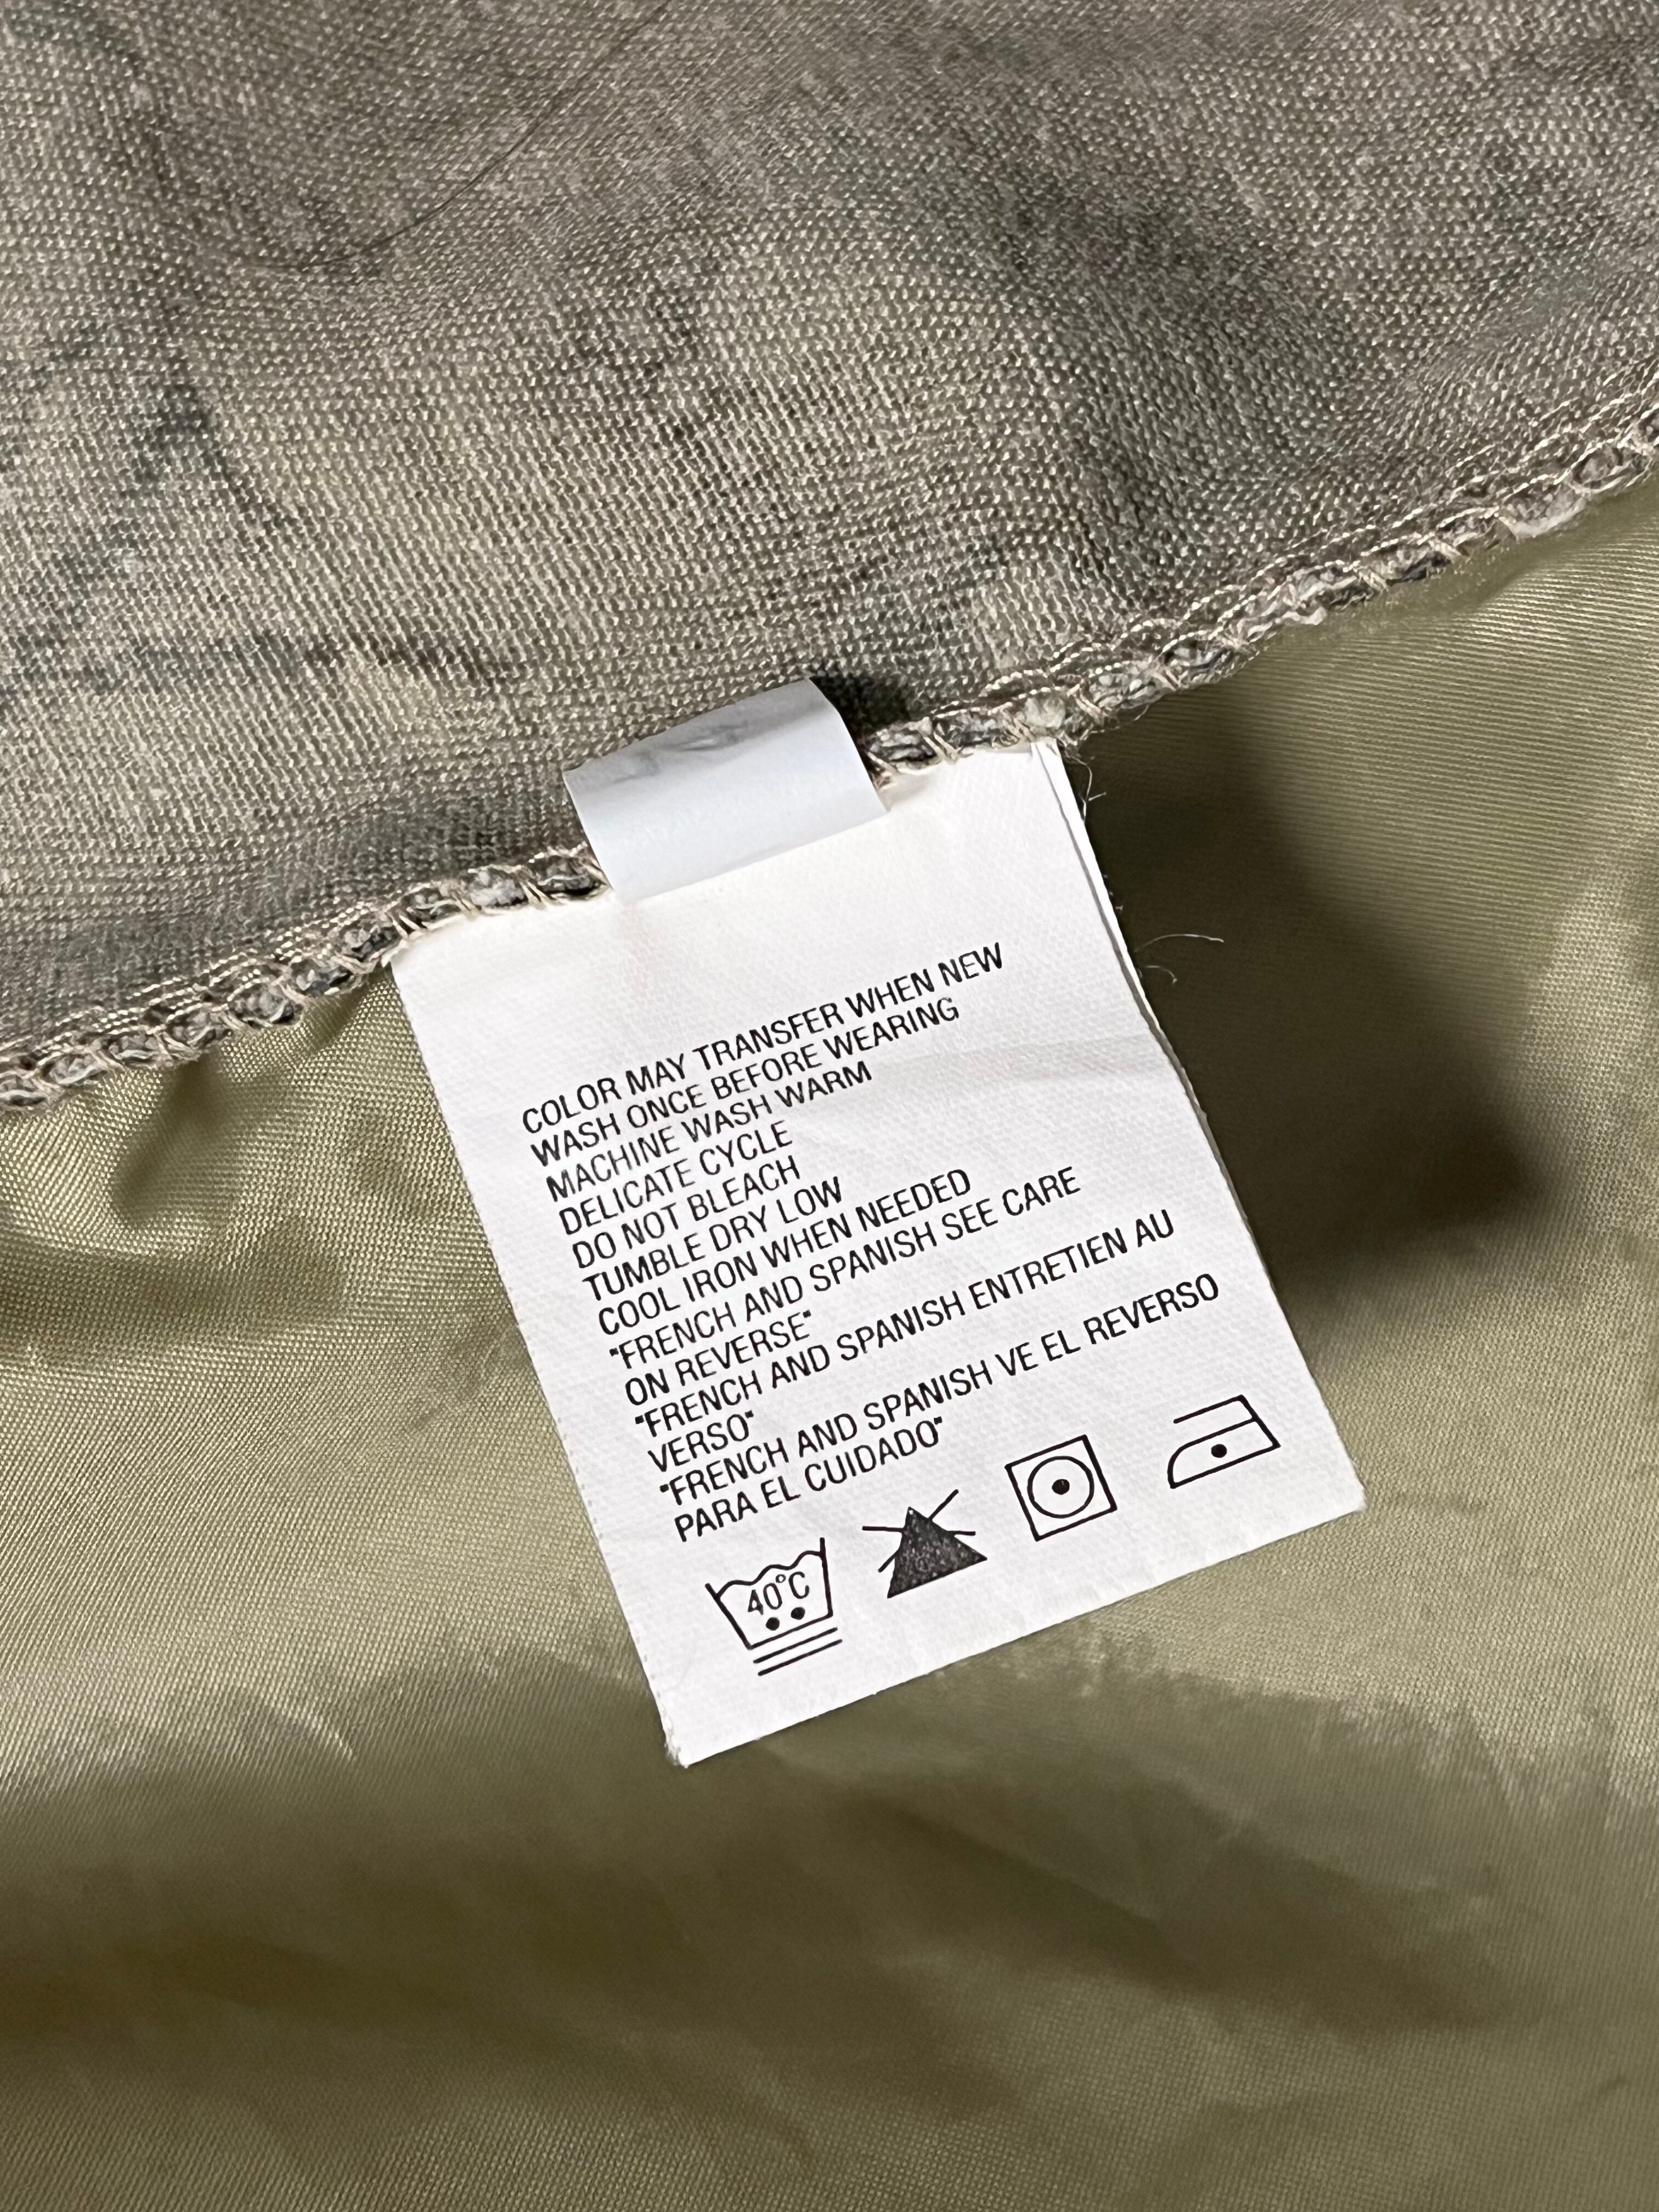 COLOR MAY TRANSFER WHEN NEW
WASH ONCE BEFORE WEARING
MACHINE WASH WARM
DELICATE CYCLE
DO NOT BLEACH
TUMBLE DRY LOW
COOL IRON WHEN NEEDED
"FRENCH AND SPANISH SEE CARE
ON REVERSE"
"FRENCH AND SPANISH ENTRETIEN AU
VERSO"
"FRENCH AND SPANISH VE EL REVERSO
PARA EL CUIDADO"
40°C